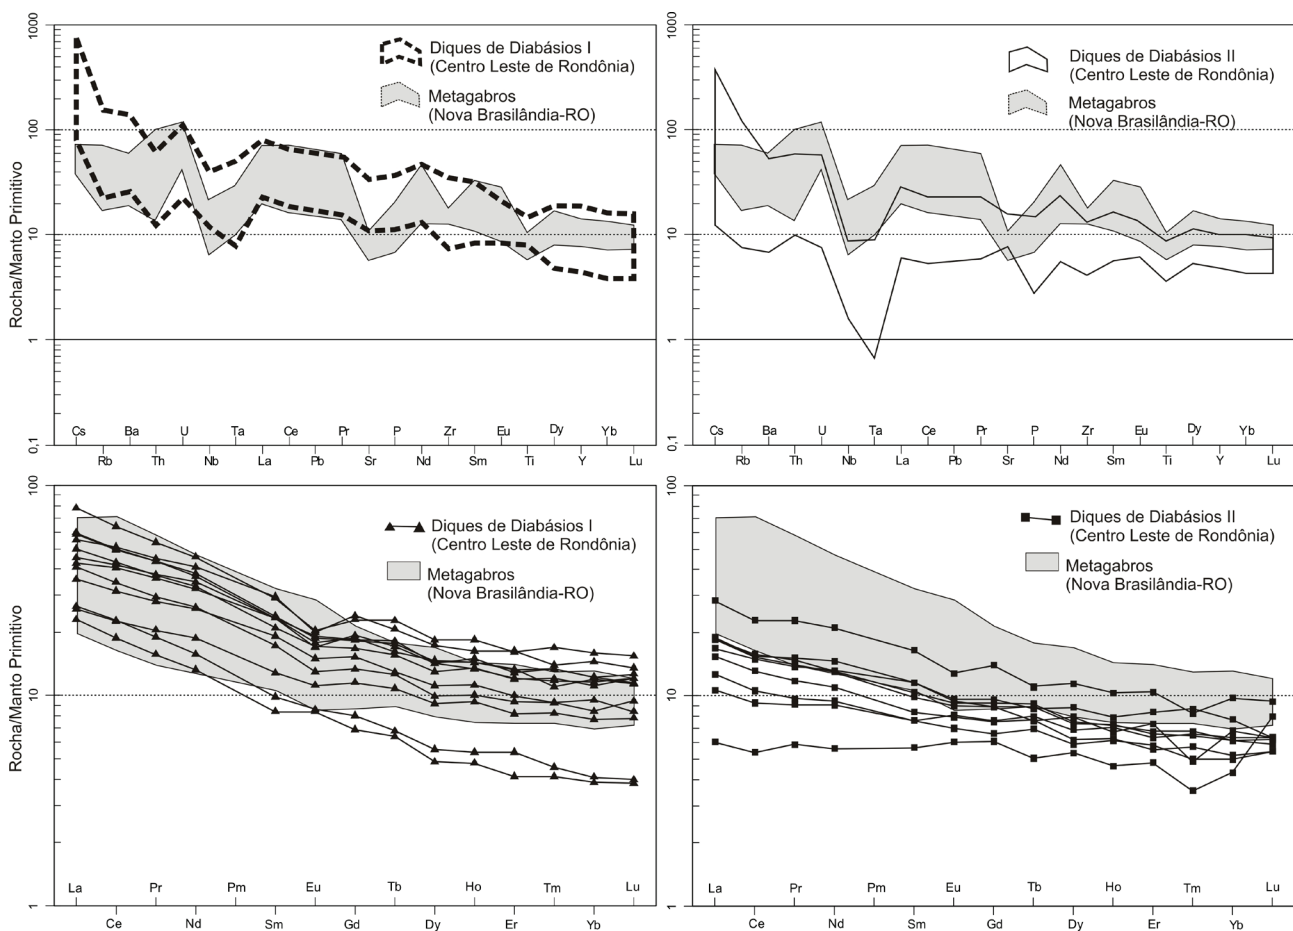 Rocha/Manto Primitivo
1000
100
10
1
0,1
Diques de Diabásios I
(Centro Leste de Rondônia)
Metagabros
(Nova Brasilândia-RO)
Cs Ba U Ta Ce Pr P Zr Eu Dy Yb
Rb Th Nb La Pb Sr Nd Sm Ti Y Lu
1000
100
10
1
0,1
Diques de Diabásios II
(Centro Leste de Rondônia)
Metagabros
(Nova Brasilândia-RO)
Cs Ba U Ta Ce Pr P Zr Eu Dy Yb
Rb Th Nb La Pb Sr Nd Sm Ti Y Lu
Rocha/Manto Primitivo
100
10
1
Diques de Diabásios I
(Centro Leste de Rondônia)
Metagabros
(Nova Brasilândia-RO)
La Pr Pm Eu Tb Ho Tm Lu
Ce Nd Sm Gd Dy Er Yb
100
10
1
Diques de Diabásios II
(Centro Leste de Rondônia)
Metagabros
(Nova Brasilândia-RO)
La Pr Pm Eu Tb Ho Tm Lu
Ce Nd Sm Gd Dy Er Yb